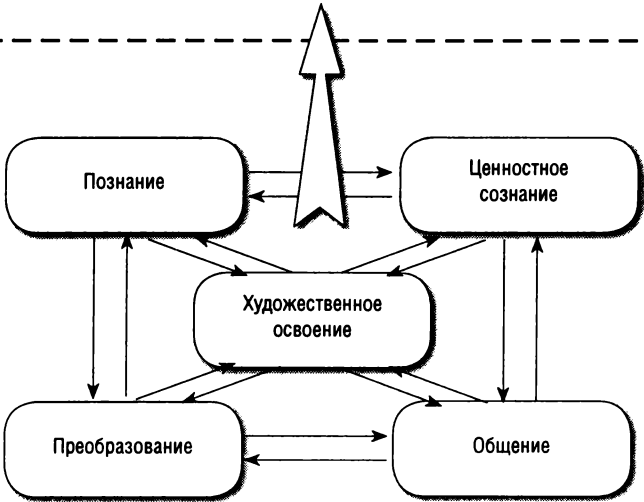 Познание
Ценностное
сознание
Художественное
освоение
Преобразование
Общение